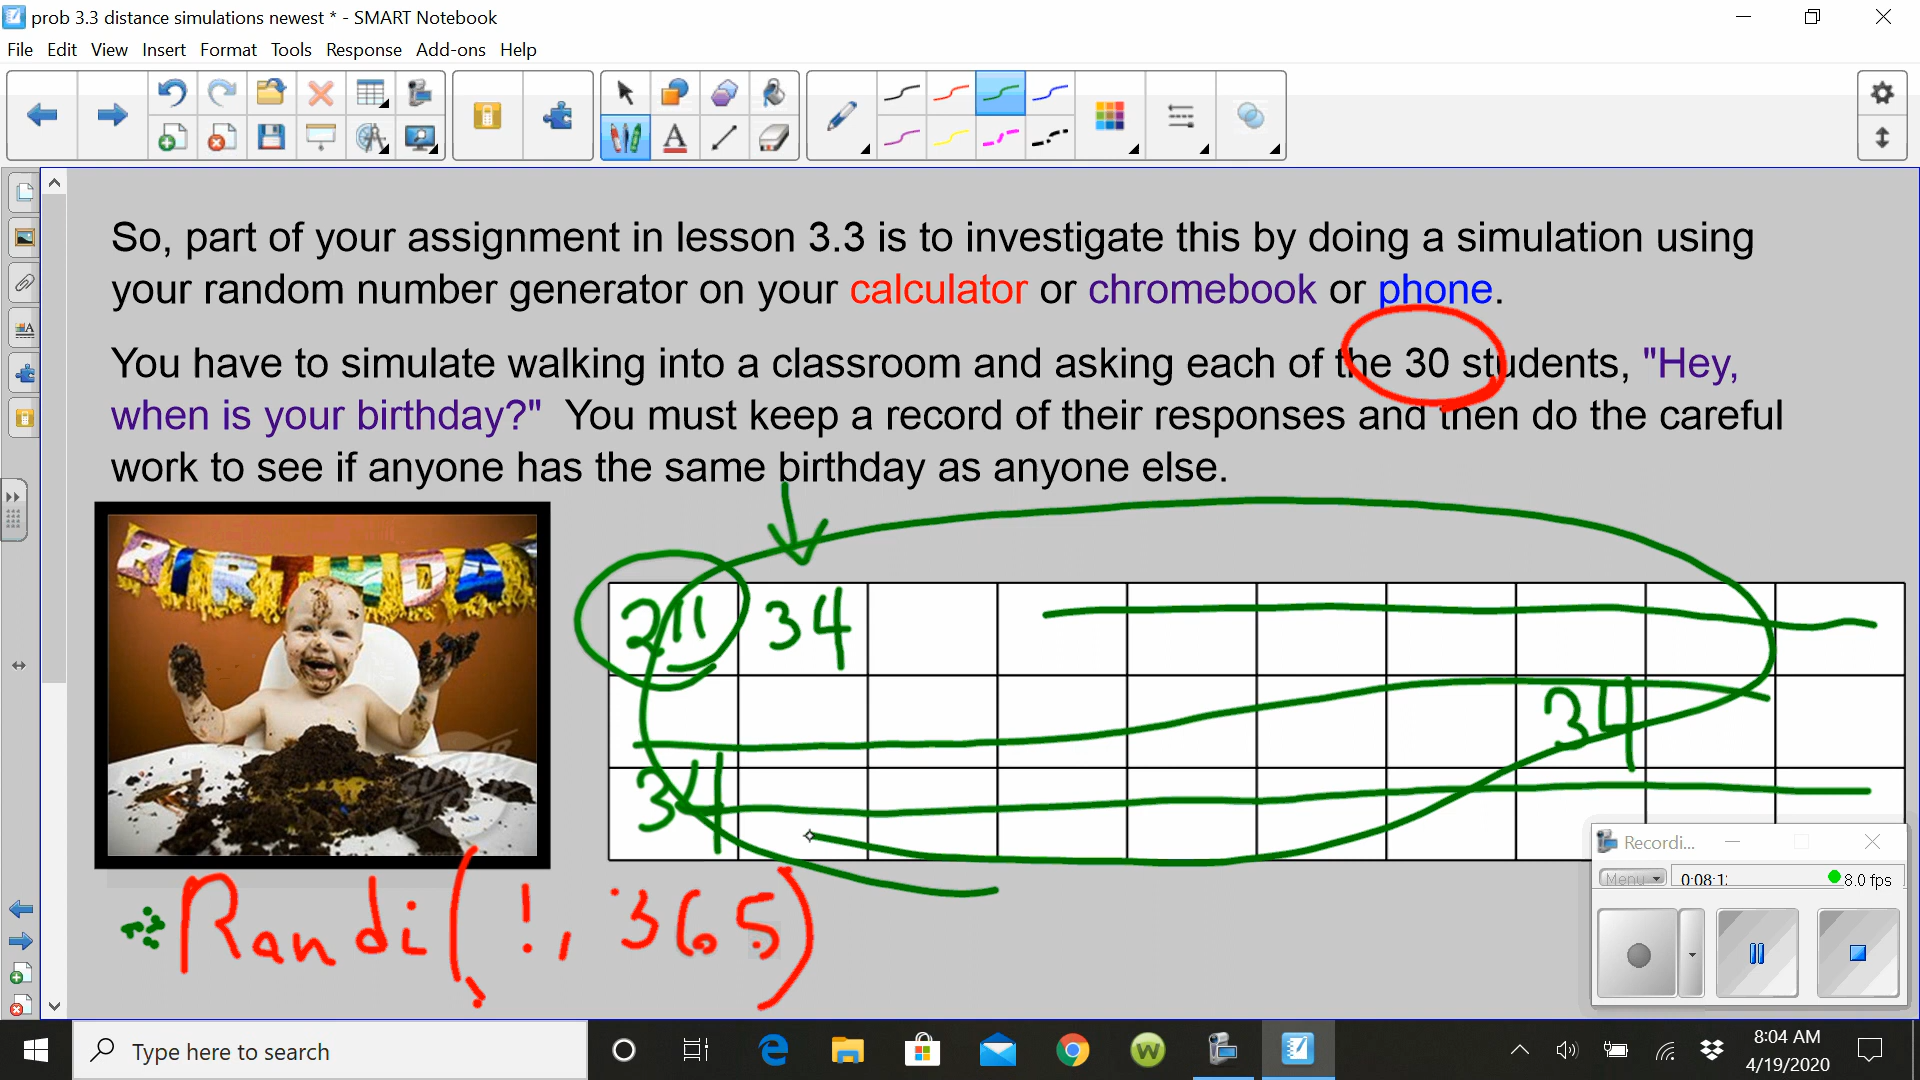 prob 3.3 distance simulations newest * - SMART Notebook
File Edit View Insert Format Tools Response Add-ons Help
So, part of your assignment in lesson 3.3 is to investigate this by doing a simulation using
your random number generator on your calculator or chromebook or phone.
You have to simulate walking into a classroom and asking each of the 30 students, "Hey,
when is your birthday?" You must keep a record of their responses and then do the careful
work to see if anyone has the same birthday as anyone else.
BIRTHDA
211 34
34
34
Randi(1, 365)
Recordi...
Menu 0:08:1 8.0 fps
Type here to search
8:04 AM
4/19/2020